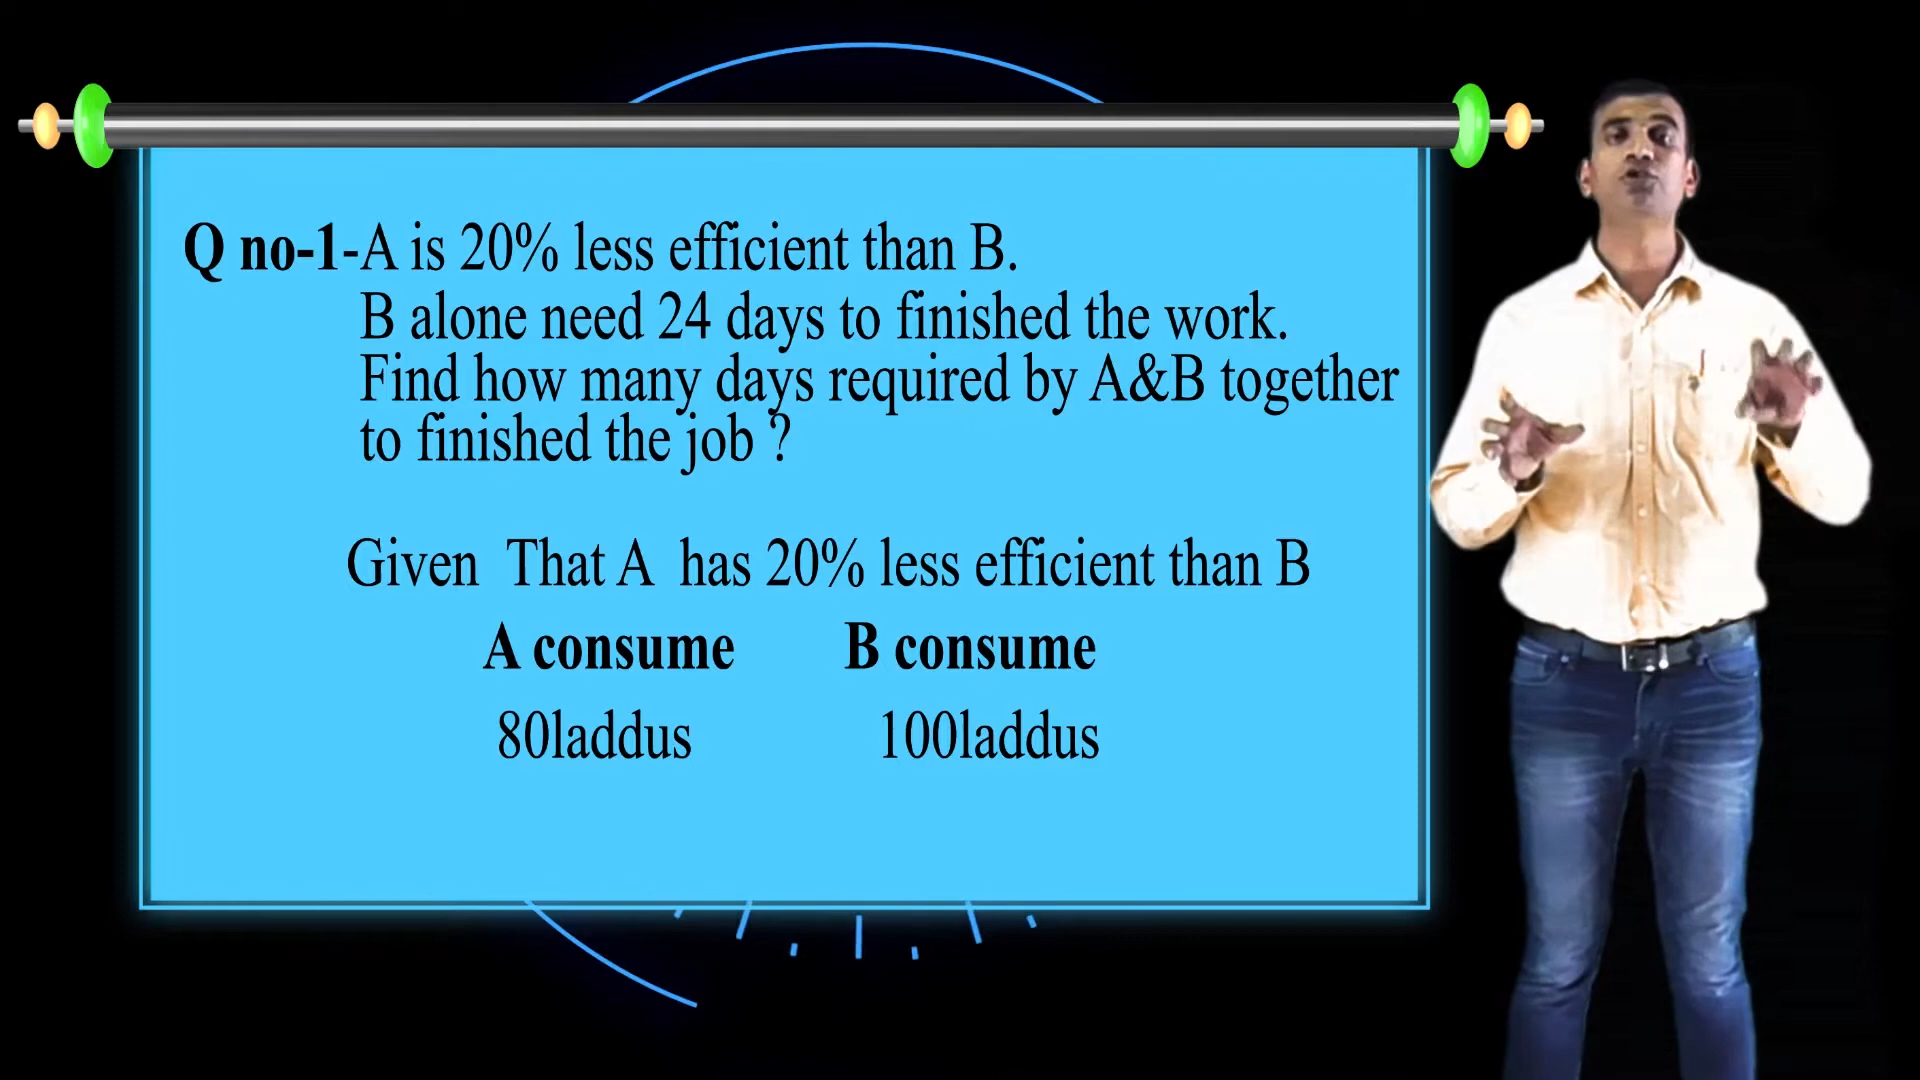 Q no-1-A is 20% less efficient than B.
B alone need 24 days to finished the work.
Find how many days required by A&B together
to finished the job ?
Given That A has 20% less efficient than B
A consume B consume
80laddus 100laddus